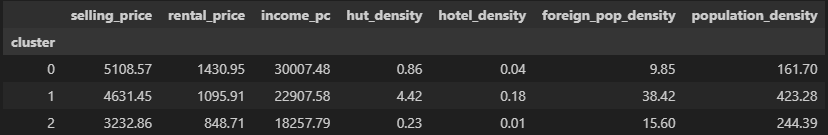 selling_price rental_price income_pc hut_density hotel_density foreign_pop_density population_density
cluster
0 5108.57 1430.95 30007.48 0.86 0.04 9.85 161.70
1 4631.45 1095.91 22907.58 4.42 0.18 38.42 423.28
2 3232.86 848.71 18257.79 0.23 0.01 15.60 244.39